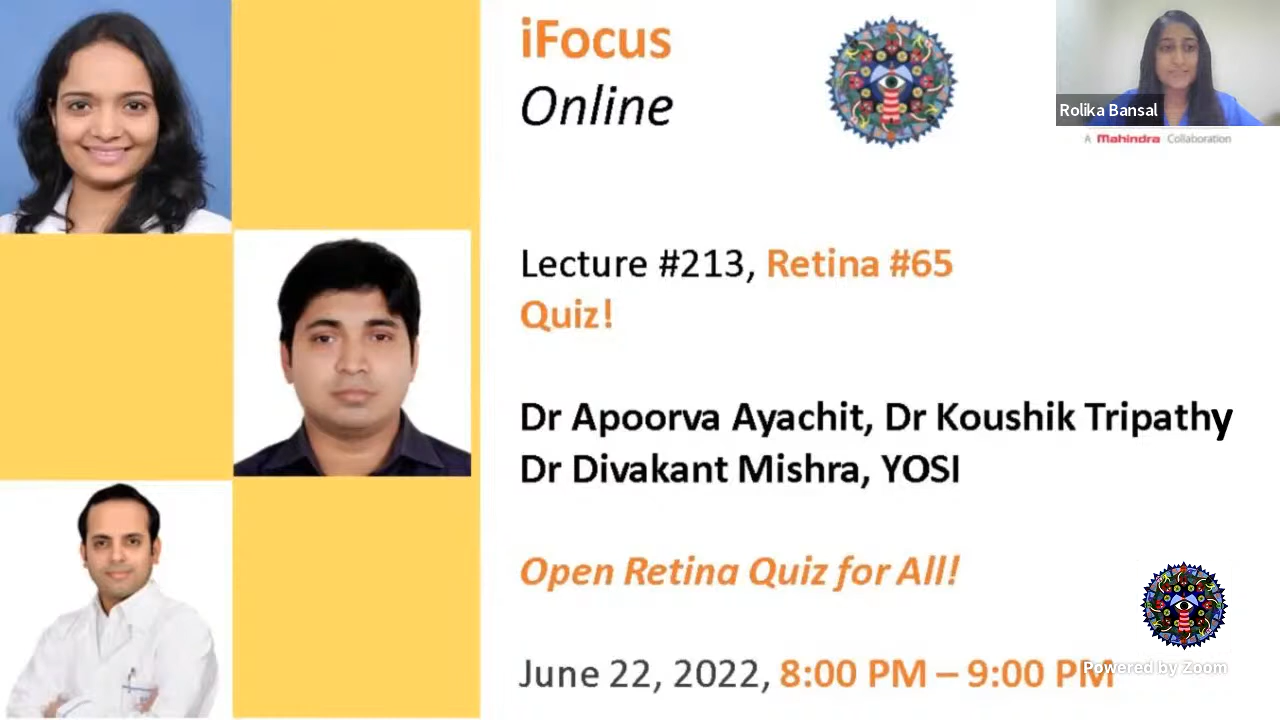 iFocus
Online
Rolika Bansal
A Mahindra Collaboration
Lecture #213, Retina #65
Quiz!
Dr Apoorva Ayachit, Dr Koushik Tripathy
Dr Divakant Mishra, YOSI
Open Retina Quiz for All!
June 22, 2022, 8:00 PM – 9:00 PM
Powered by Zoom